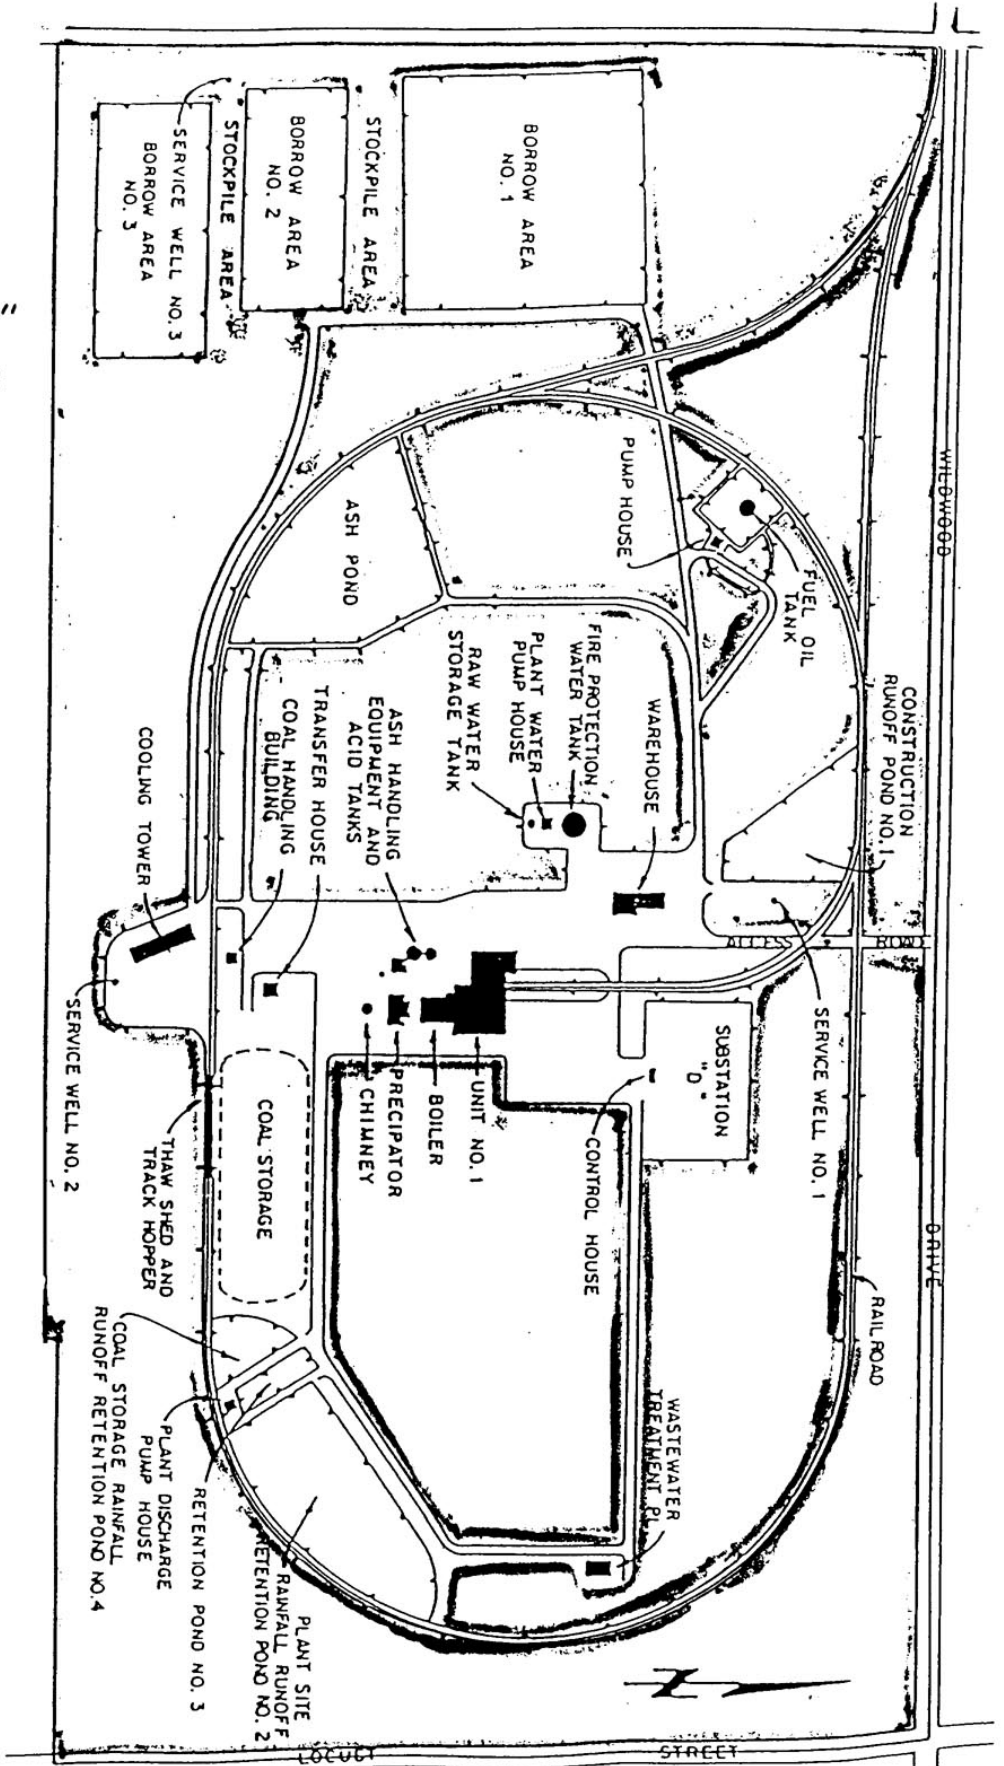 WILDWOOD
DRIVE
LOCUST
STREET
ACCESS
ROAD
RAILROAD
BORROW AREA
NO. 1
STOCKPILE AREA
BORROW AREA
NO. 2
STOCKPILE AREA
SERVICE WELL NO. 3
BORROW AREA
NO. 3
PUMP HOUSE
FUEL OIL
TANK
CONSTRUCTION
RUNOFF POND NO. 1
ASH POND
WAREHOUSE
FIRE PROTECTION
WATER TANK
PLANT WATER
PUMP HOUSE
RAW WATER
STORAGE TANK
ASH HANDLING
EQUIPMENT AND
ACID TANKS
TRANSFER HOUSE
COAL HANDLING
BUILDING
COOLING TOWER
SERVICE WELL NO. 1
SUBSTATION
"D"
CONTROL HOUSE
UNIT NO. 1
BOILER
PRECIPATOR
CHIMNEY
COAL STORAGE
THAW SHED AND
TRACK HOPPER
SERVICE WELL NO. 2
WASTEWATER
TREATMENT PL.
PLANT SITE
RAINFALL RUNOFF
RETENTION POND NO. 2
RETENTION POND NO. 3
PLANT DISCHARGE
PUMP HOUSE
COAL STORAGE RAINFALL
RUNOFF RETENTION POND NO. 4
N